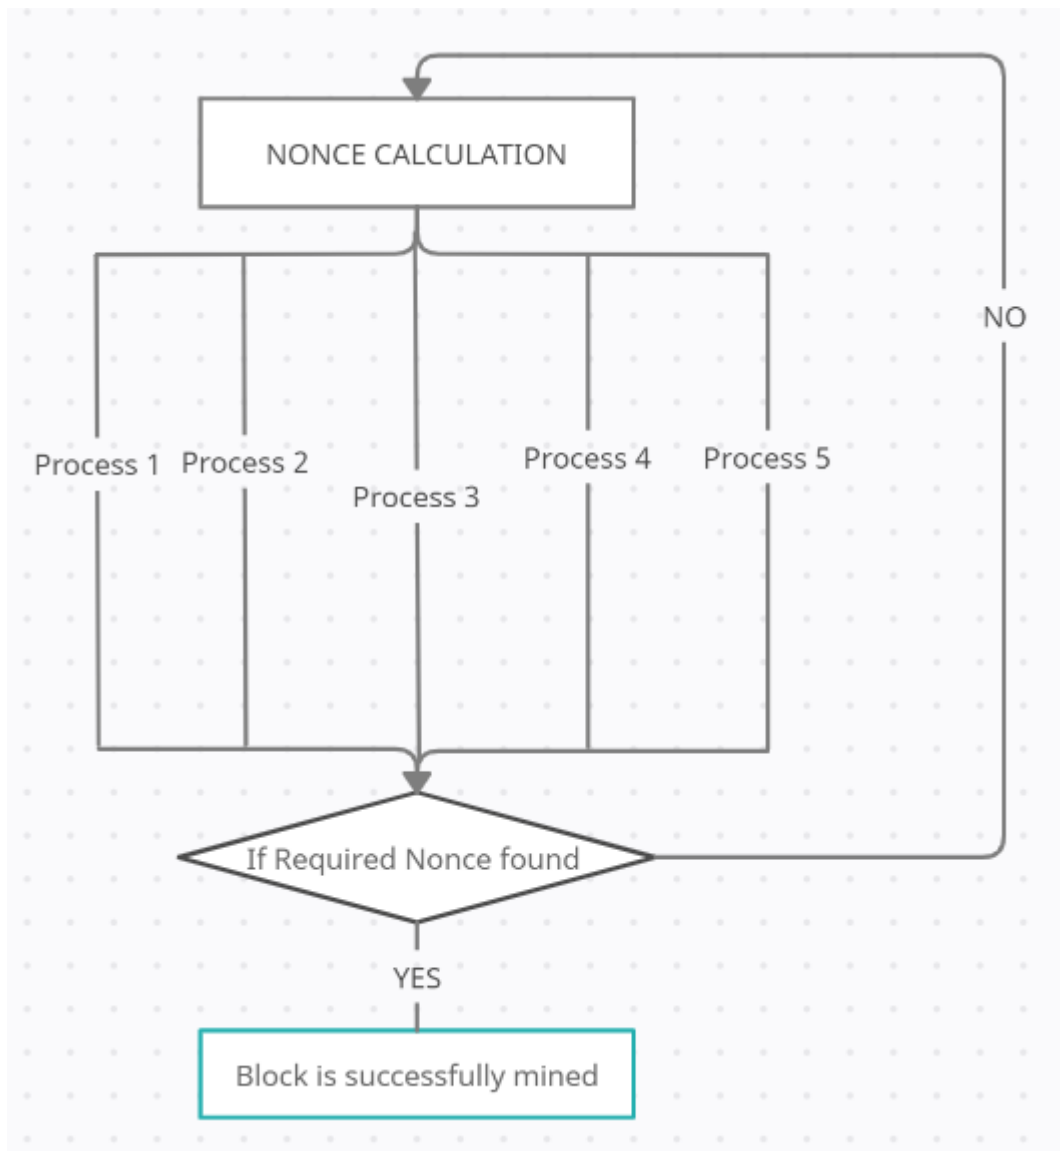 NONCE CALCULATION
NO
Process 1
Process 2
Process 3
Process 4
Process 5
If Required Nonce found
YES
Block is successfully mined